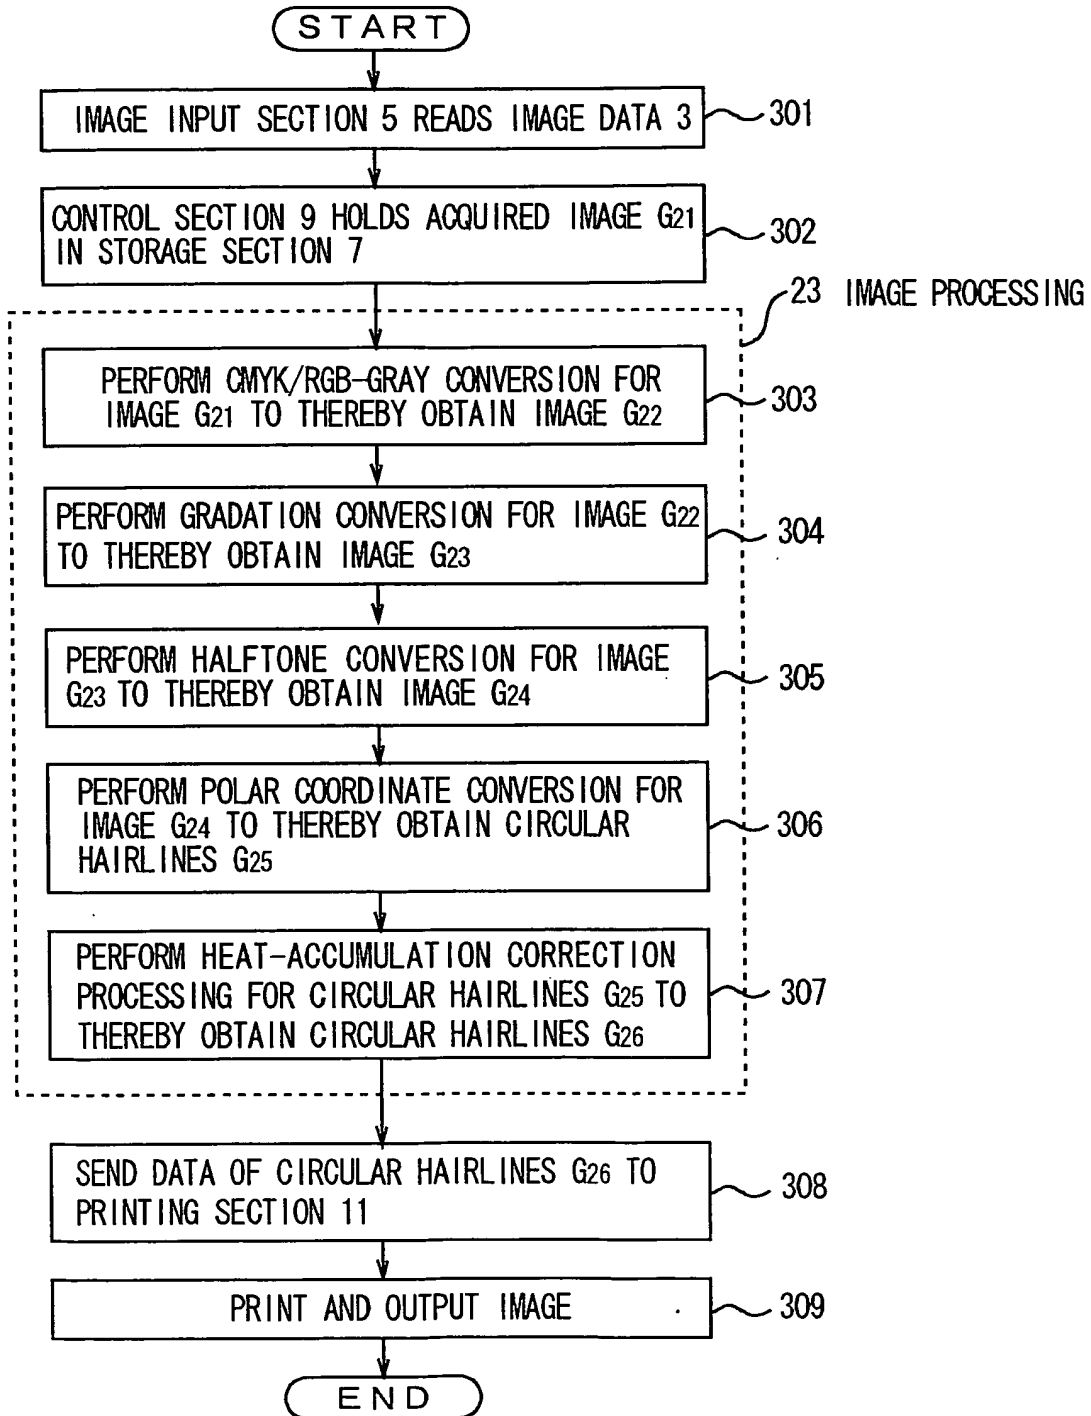 START
IMAGE INPUT SECTION 5 READS IMAGE DATA 3
301
CONTROL SECTION 9 HOLDS ACQUIRED IMAGE G21
IN STORAGE SECTION 7
302
23 IMAGE PROCESSING
PERFORM CMYK/RGB-GRAY CONVERSION FOR
IMAGE G21 TO THEREBY OBTAIN IMAGE G22
303
PERFORM GRADATION CONVERSION FOR IMAGE G22
TO THEREBY OBTAIN IMAGE G23
304
PERFORM HALFTONE CONVERSION FOR IMAGE
G23 TO THEREBY OBTAIN IMAGE G24
305
PERFORM POLAR COORDINATE CONVERSION FOR
IMAGE G24 TO THEREBY OBTAIN CIRCULAR
HAIRLINES G25
306
PERFORM HEAT-ACCUMULATION CORRECTION
PROCESSING FOR CIRCULAR HAIRLINES G25 TO
THEREBY OBTAIN CIRCULAR HAIRLINES G26
307
SEND DATA OF CIRCULAR HAIRLINES G26 TO
PRINTING SECTION 11
308
PRINT AND OUTPUT IMAGE
309
END